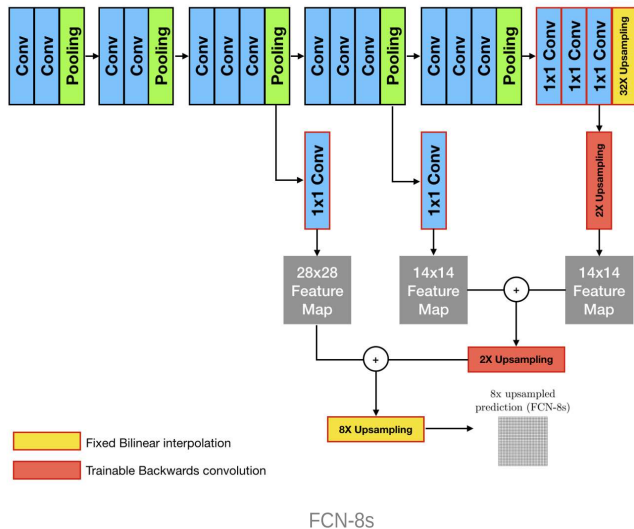 Conv
Conv
Pooling
Conv
Conv
Pooling
Conv
Conv
Conv
Pooling
Conv
Conv
Conv
Pooling
Conv
Conv
Conv
Pooling
1x1 Conv
1x1 Conv
1x1 Conv
32X Upsampling
1x1 Conv
1x1 Conv
2X Upsampling
28x28
Feature
Map
14x14
Feature
Map
+
14x14
Feature
Map
+
2X Upsampling
8x upsampled
prediction (FCN-8s)
8X Upsampling
Fixed Bilinear interpolation
Trainable Backwards convolution
FCN-8s